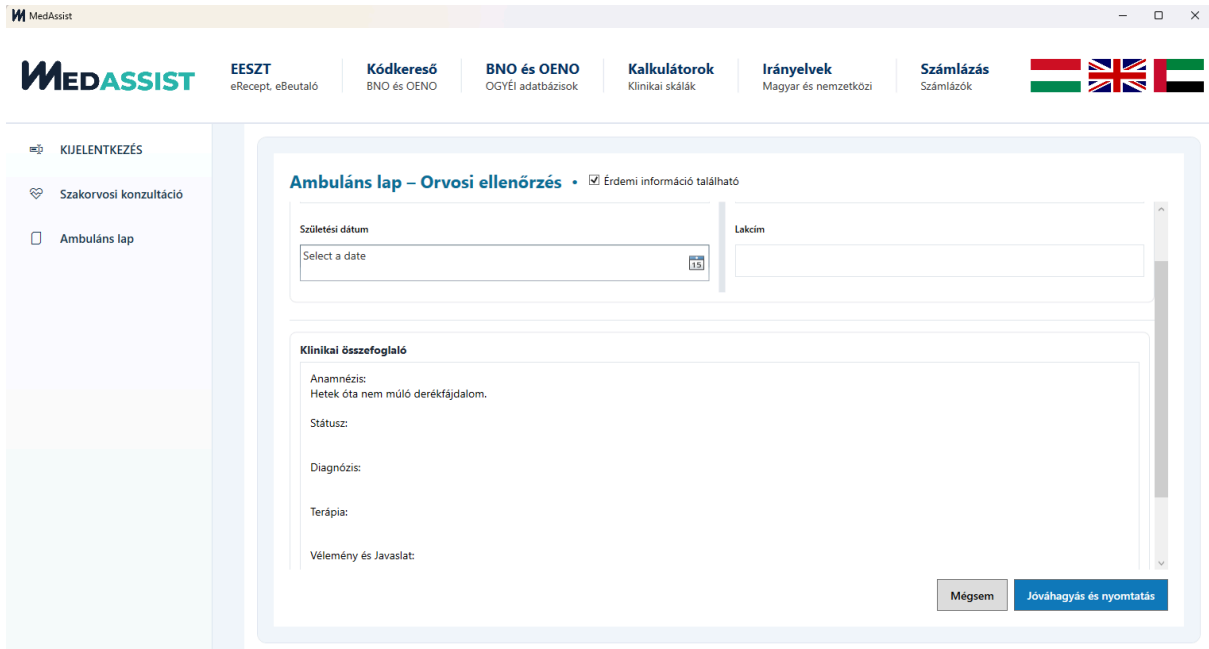 MedAssist
MEDASSIST
EESZT
eRecept, eBeutaló
Kódkereső
BNO és OENO
BNO és OENO
OGYÉI adatbázisok
Kalkulátorok
Klinikai skálák
Irányelvek
Magyar és nemzetközi
Számlázás
Számlázók
KIJELENTKEZÉS
Szakorvosi konzultáció
Ambuláns lap
Ambuláns lap – Orvosi ellenőrzés • Érdemi információ található
Születési dátum
Select a date
15
Lakcím
Klinikai összefoglaló
Anamnézis:
Hetek óta nem múló derékfájdalom.
Státusz:
Diagnózis:
Terápia:
Vélemény és Javaslat:
Mégsem
Jóváhagyás és nyomtatás